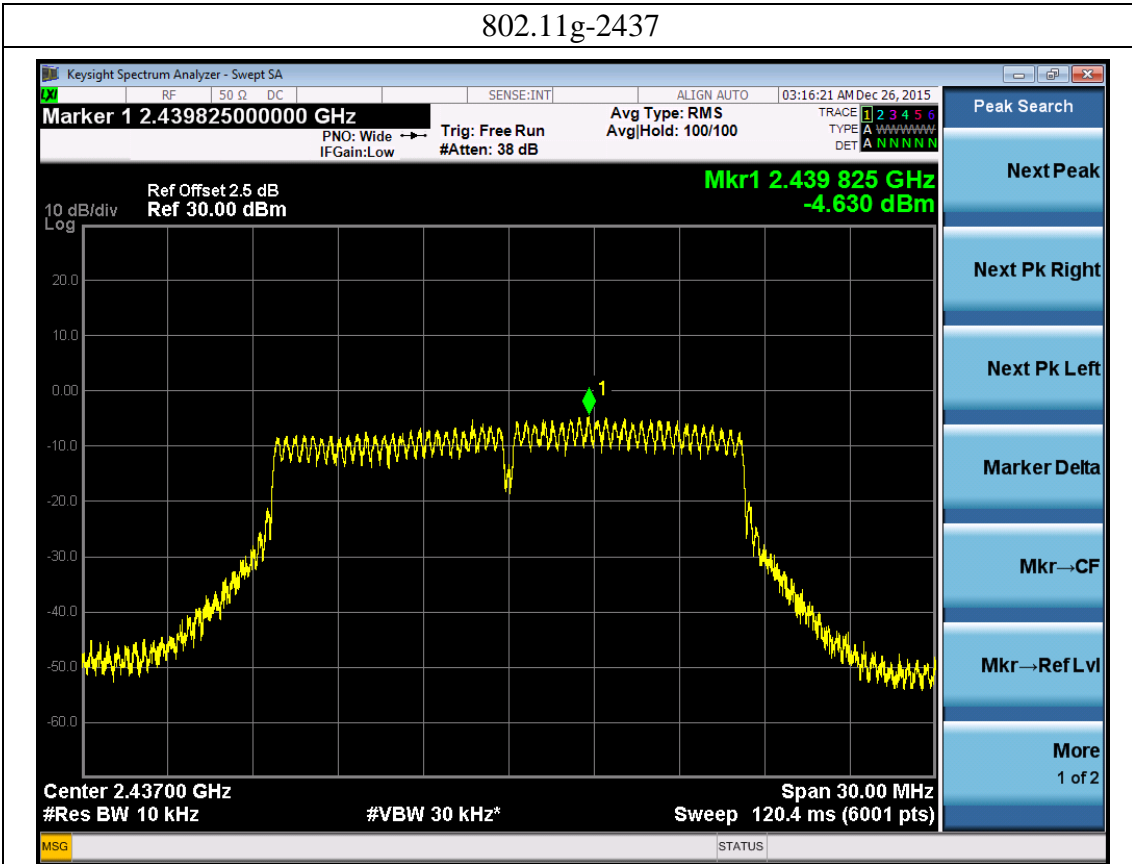 802.11g-2437
Keysight Spectrum Analyzer - Swept SA
LXI RF 50 Ω DC SENSE:INT ALIGN AUTO 03:16:21 AM Dec 26, 2015
Marker 1 2.439825000000 GHz
PNO: Wide
IFGain:Low
Trig: Free Run
#Atten: 38 dB
Avg Type: RMS
Avg|Hold: 100/100
TRACE 1 2 3 4 5 6
TYPE A WWWWW
DET A N N N N N
Peak Search
Mkr1 2.439 825 GHz
-4.630 dBm
Ref Offset 2.5 dB
10 dB/div Ref 30.00 dBm
Log
20.0
10.0
0.00
-10.0
-20.0
-30.0
-40.0
-50.0
-60.0
1
Next Peak
Next Pk Right
Next Pk Left
Marker Delta
Mkr→CF
Mkr→Ref Lvl
More
1 of 2
Center 2.43700 GHz Span 30.00 MHz
#Res BW 10 kHz #VBW 30 kHz* Sweep 120.4 ms (6001 pts)
MSG STATUS